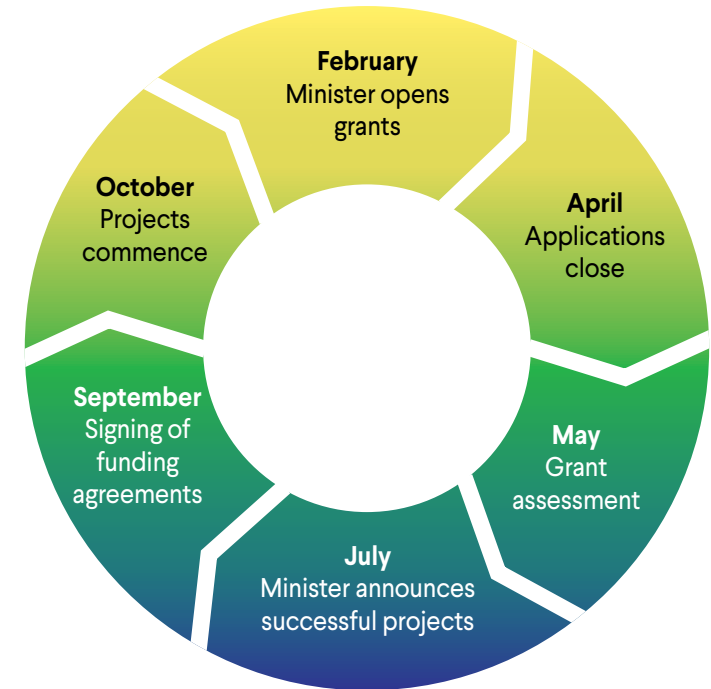 February
Minister opens
grants
April
Applications
close
May
Grant
assessment
July
Minister announces
successful projects
September
Signing of
funding
agreements
October
Projects
commence